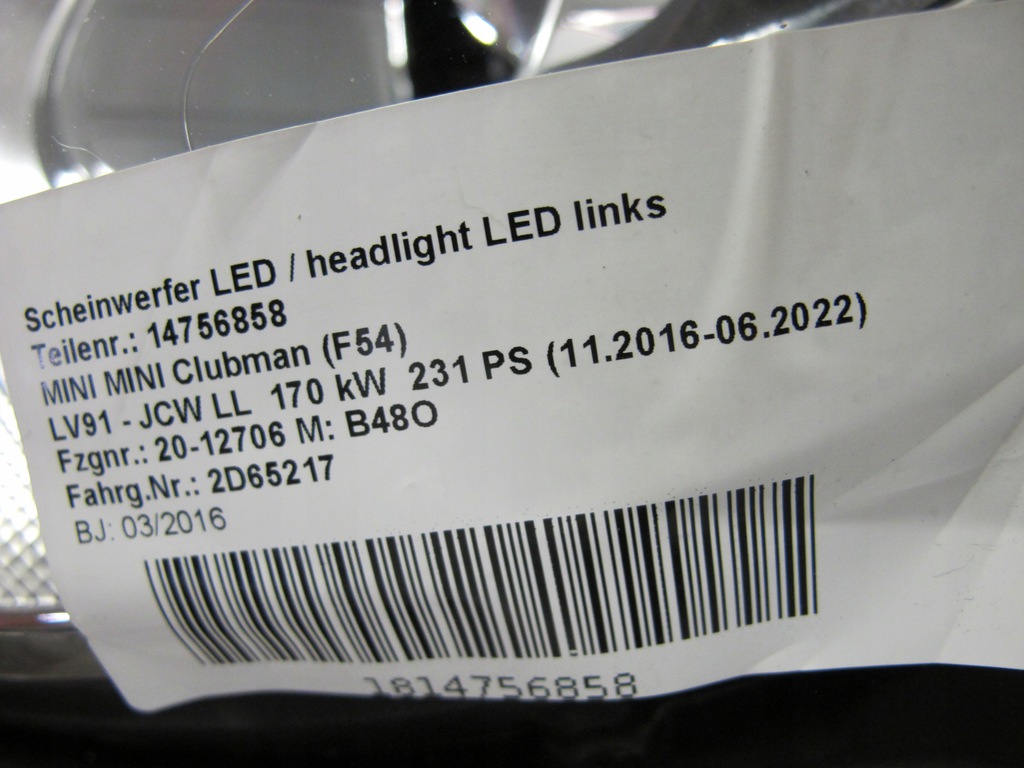 Scheinwerfer LED / headlight LED links
Teilenr.: 14756858
MINI MINI Clubman (F54)
LV91 - JCW LL 170 kW 231 PS (11.2016-06.2022)
Fzgnr.: 20-12706 M: B48O
Fahrg.Nr.: 2D65217
BJ: 03/2016
1814756858